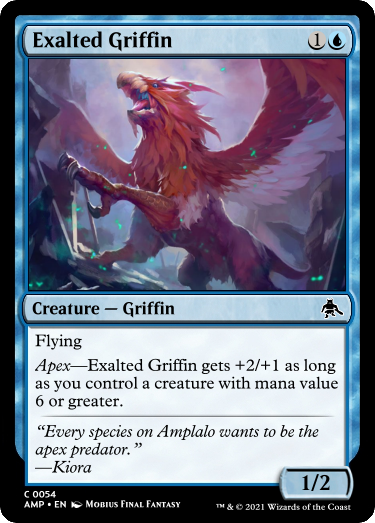 Exalted Griffin 1
Creature — Griffin
Flying
Apex—Exalted Griffin gets +2/+1 as long
as you control a creature with mana value
6 or greater.
“Every species on Amplalo wants to be the
apex predator.”
—Kiora
1/2
C 0054
AMP • EN Mobius Final Fantasy
™ & © 2021 Wizards of the Coast